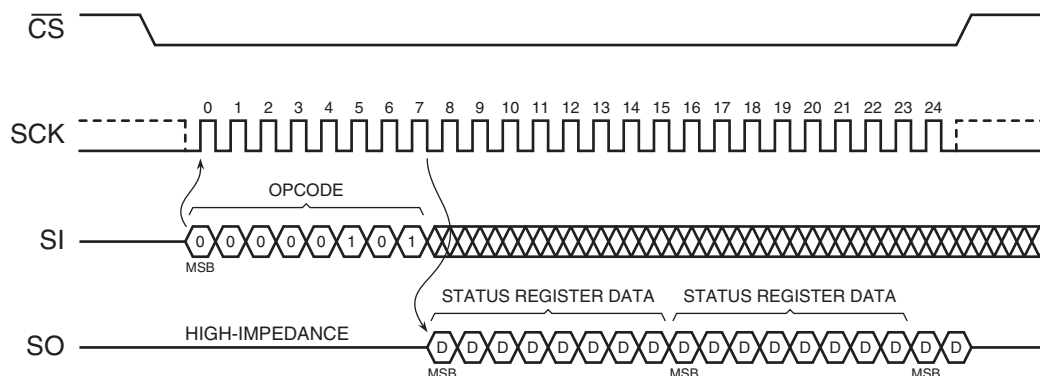 CS
0 1 2 3 4 5 6 7 8 9 10 11 12 13 14 15 16 17 18 19 20 21 22 23 24
SCK
OPCODE
SI
0 0 0 0 0 1 0 1
MSB
STATUS REGISTER DATA STATUS REGISTER DATA
HIGH-IMPEDANCE
SO
D D D D D D D D D D D D D D D D D D
MSB MSB MSB